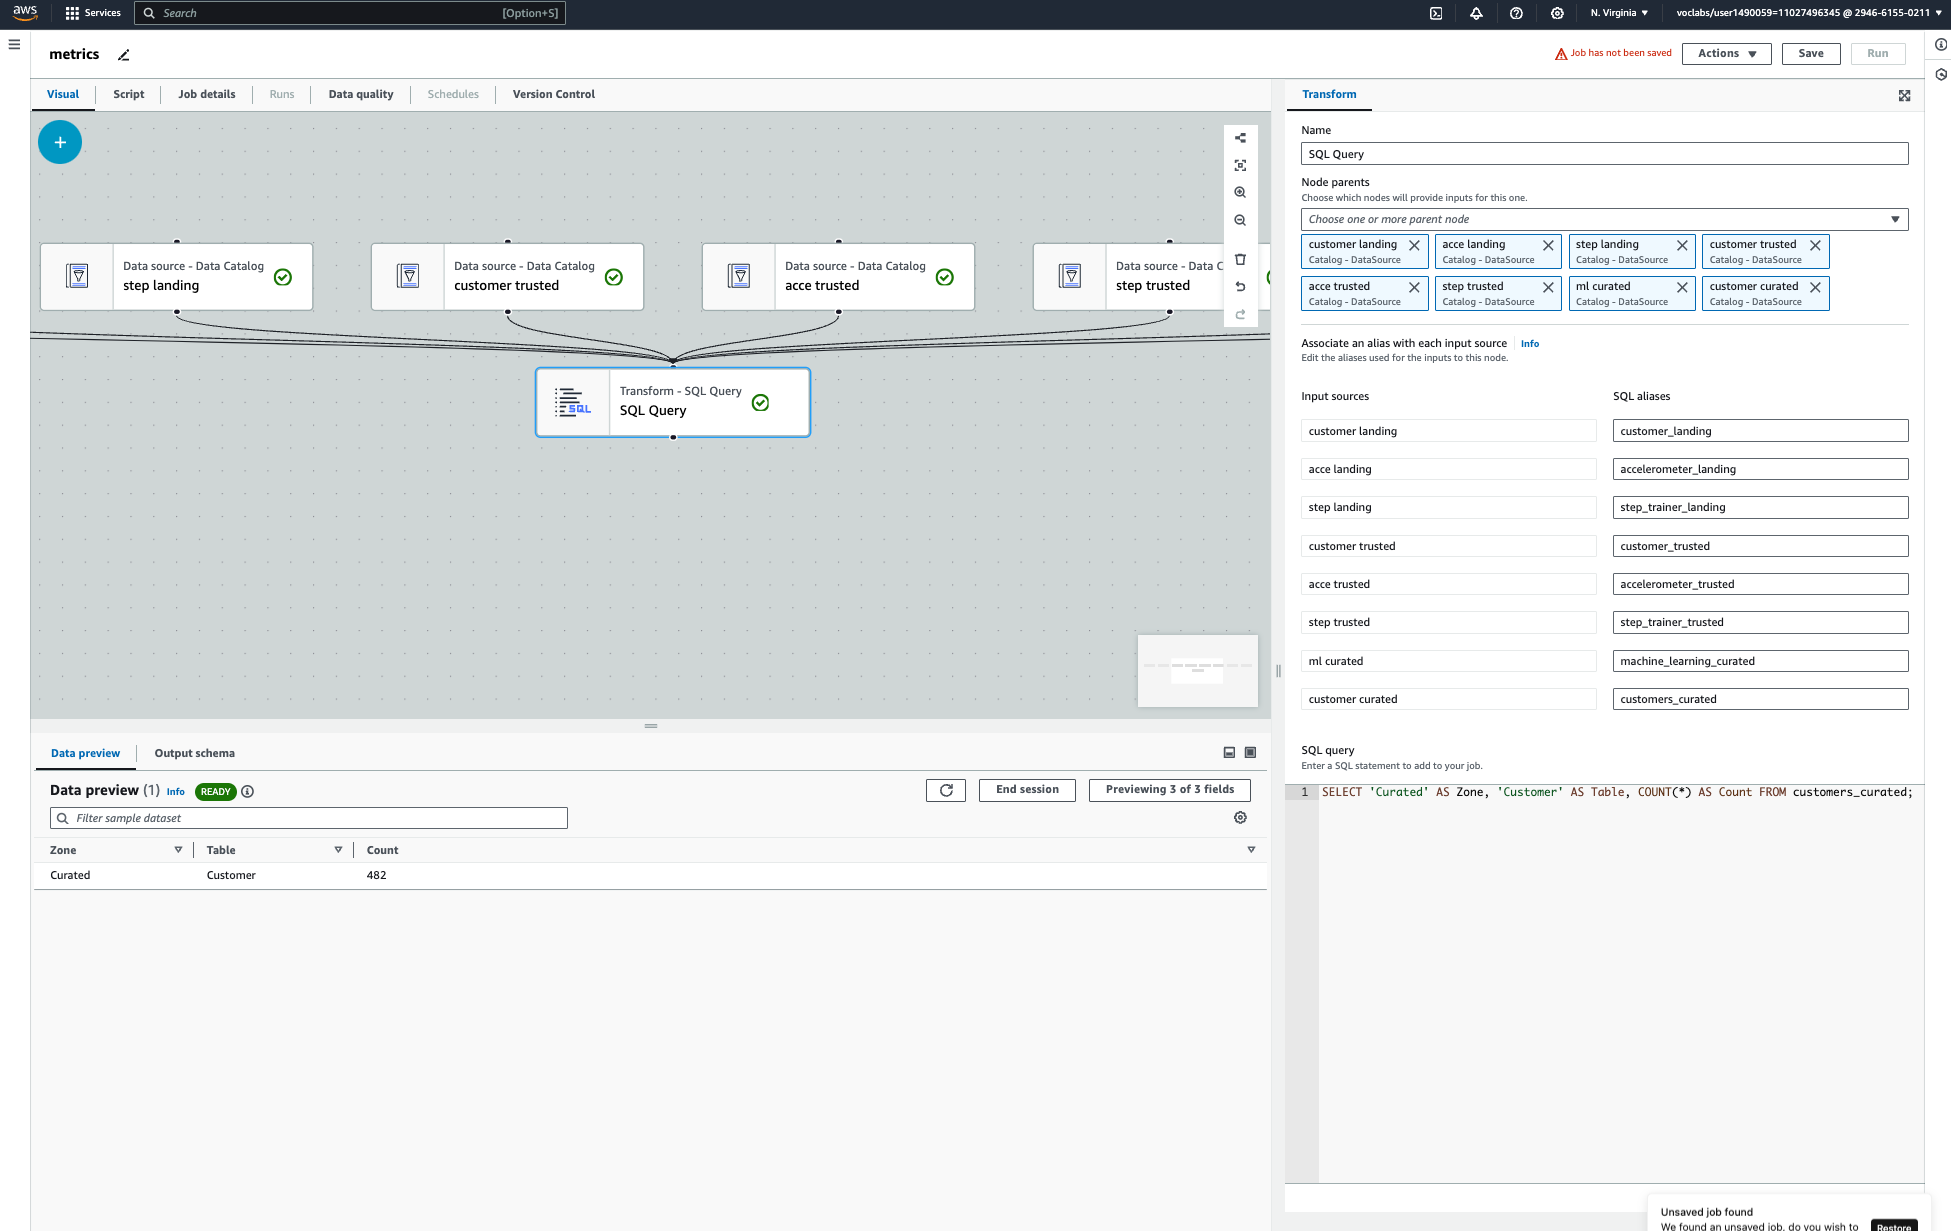 aws
Services
Search
[Option+S]
N. Virginia
voclabs/user1490059=11027496345 @ 2946-6155-0211
metrics
Job has not been saved
Actions
Save
Run
Visual
Script
Job details
Runs
Data quality
Schedules
Version Control
+
Data source - Data Catalog
step landing
Data source - Data Catalog
customer trusted
Data source - Data Catalog
acce trusted
Data source - Data C
step trusted
SQL
Transform - SQL Query
SQL Query
Data preview
Output schema
Data preview (1) Info READY
End session
Previewing 3 of 3 fields
Filter sample dataset
Zone Table Count
Curated Customer 482
Transform
Name
SQL Query
Node parents
Choose which nodes will provide inputs for this one.
Choose one or more parent node
customer landing
Catalog - DataSource
acce landing
Catalog - DataSource
step landing
Catalog - DataSource
customer trusted
Catalog - DataSource
acce trusted
Catalog - DataSource
step trusted
Catalog - DataSource
ml curated
Catalog - DataSource
customer curated
Catalog - DataSource
Associate an alias with each input source Info
Edit the aliases used for the inputs to this node.
Input sources SQL aliases
customer landing customer_landing
acce landing accelerometer_landing
step landing step_trainer_landing
customer trusted customer_trusted
acce trusted accelerometer_trusted
step trusted step_trainer_trusted
ml curated machine_learning_curated
customer curated customers_curated
SQL query
Enter a SQL statement to add to your job.
1 SELECT 'Curated' AS Zone, 'Customer' AS Table, COUNT(*) AS Count FROM customers_curated;
Unsaved job found
We found an unsaved job, do you wish to
Restore